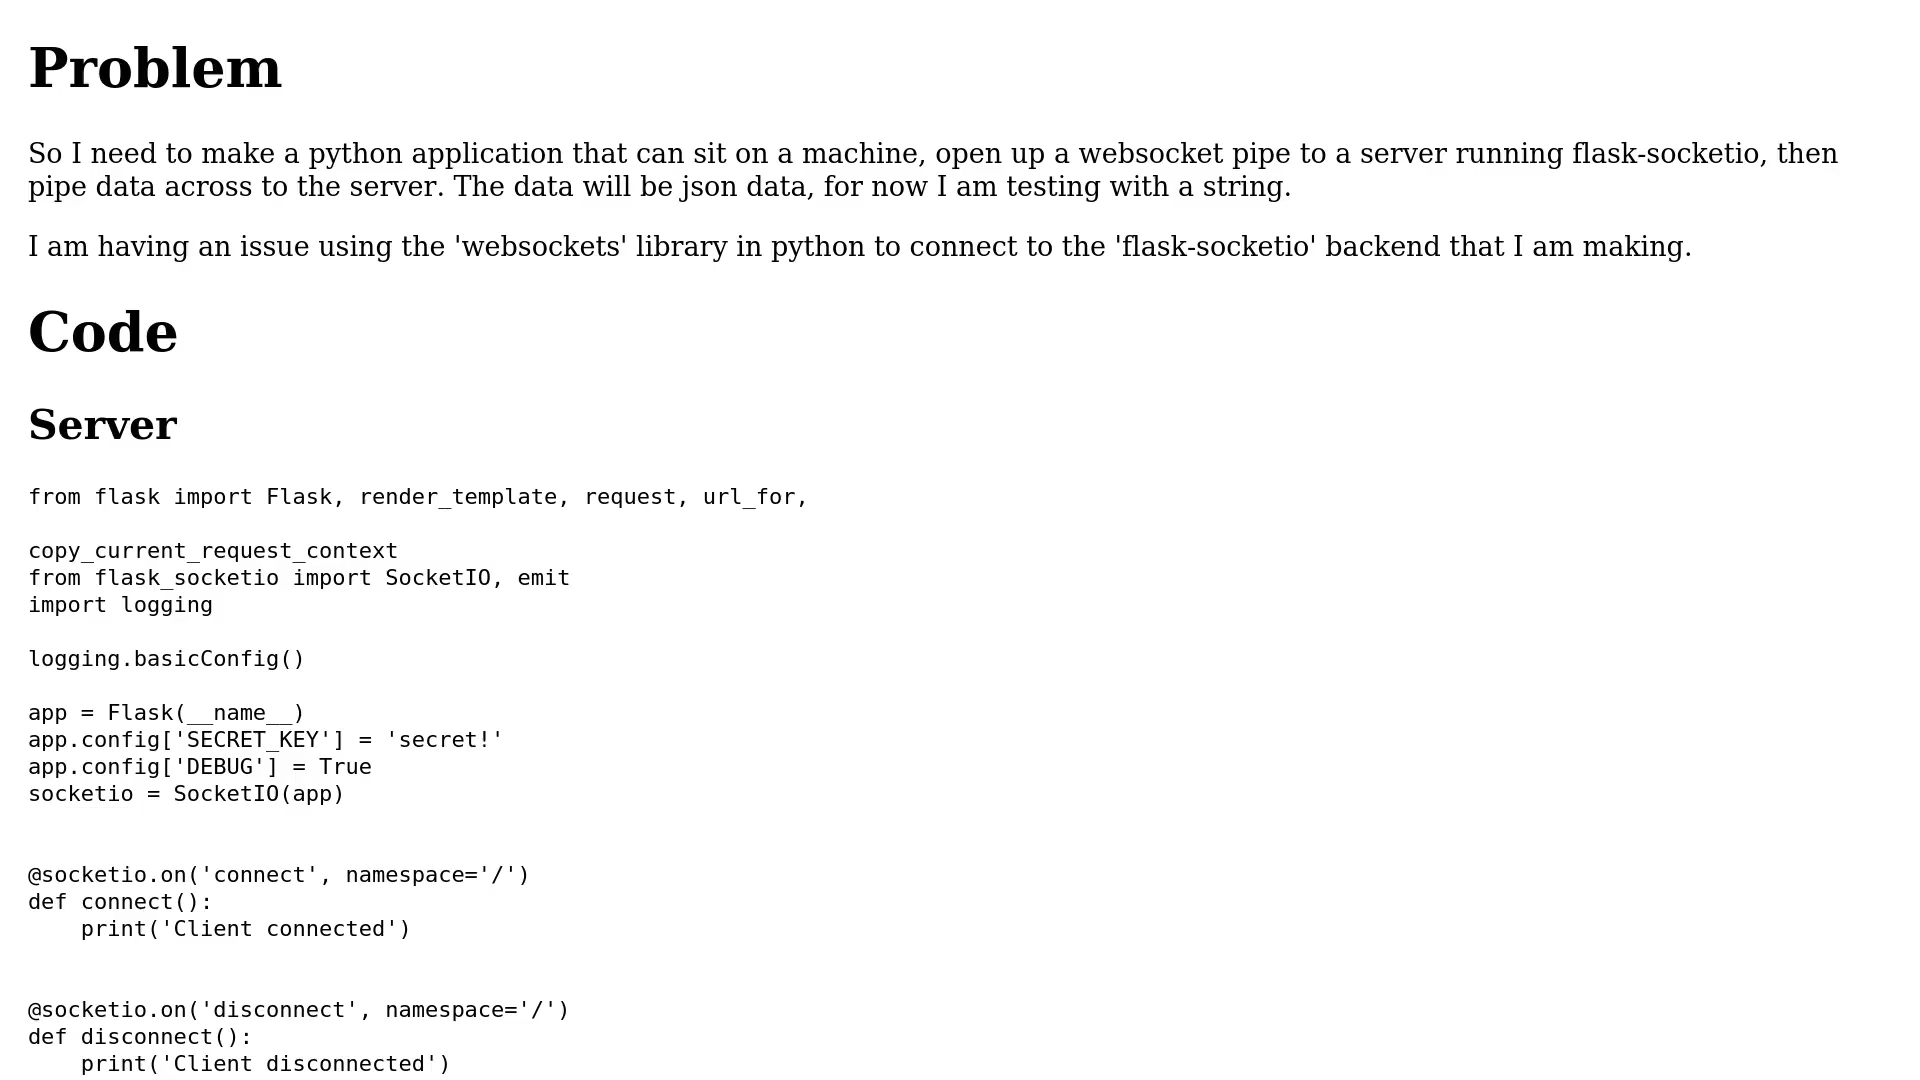 Problem
So I need to make a python application that can sit on a machine, open up a websocket pipe to a server running flask-socketio, then
pipe data across to the server. The data will be json data, for now I am testing with a string.
I am having an issue using the 'websockets' library in python to connect to the 'flask-socketio' backend that I am making.
Code
Server
from flask import Flask, render_template, request, url_for,
copy_current_request_context
from flask_socketio import SocketIO, emit
import logging
logging.basicConfig()
app = Flask(__name__)
app.config['SECRET_KEY'] = 'secret!'
app.config['DEBUG'] = True
socketio = SocketIO(app)
@socketio.on('connect', namespace='/')
def connect():
    print('Client connected')
@socketio.on('disconnect', namespace='/')
def disconnect():
    print('Client disconnected')